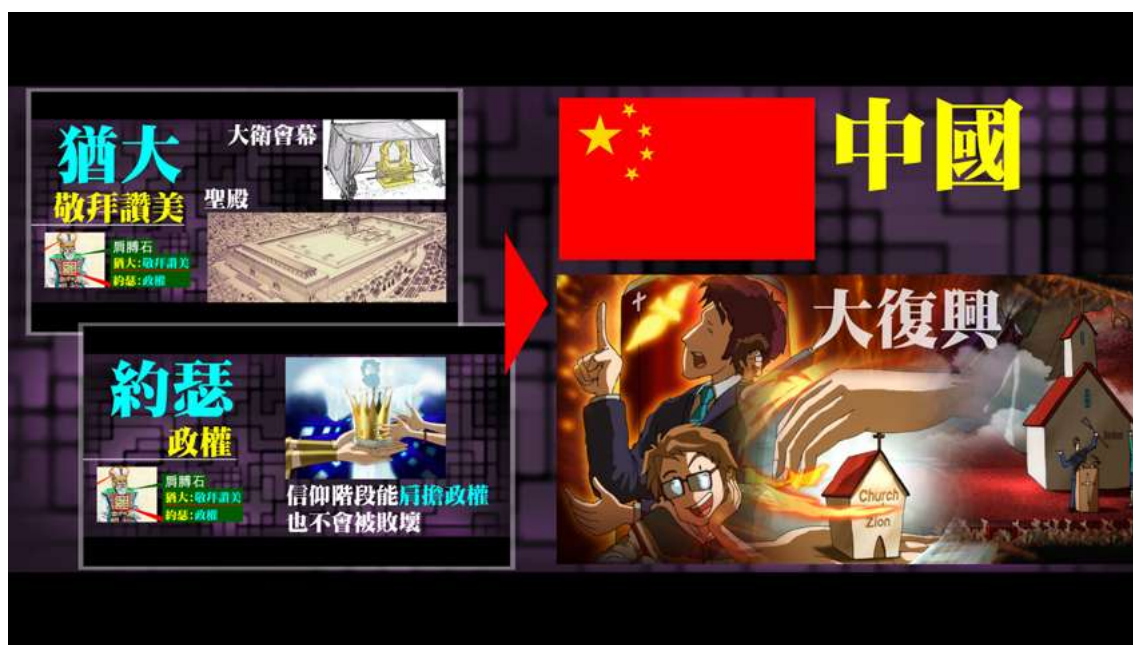 猶大
敬拜讚美
大衛會幕
聖殿
肩膊石
猶大:敬拜讚美
約瑟:政權
約瑟
政權
肩膊石
猶大:敬拜讚美
約瑟:政權
信仰階段能肩擔政權
也不會被敗壞
中國
大復興
Church
Zion